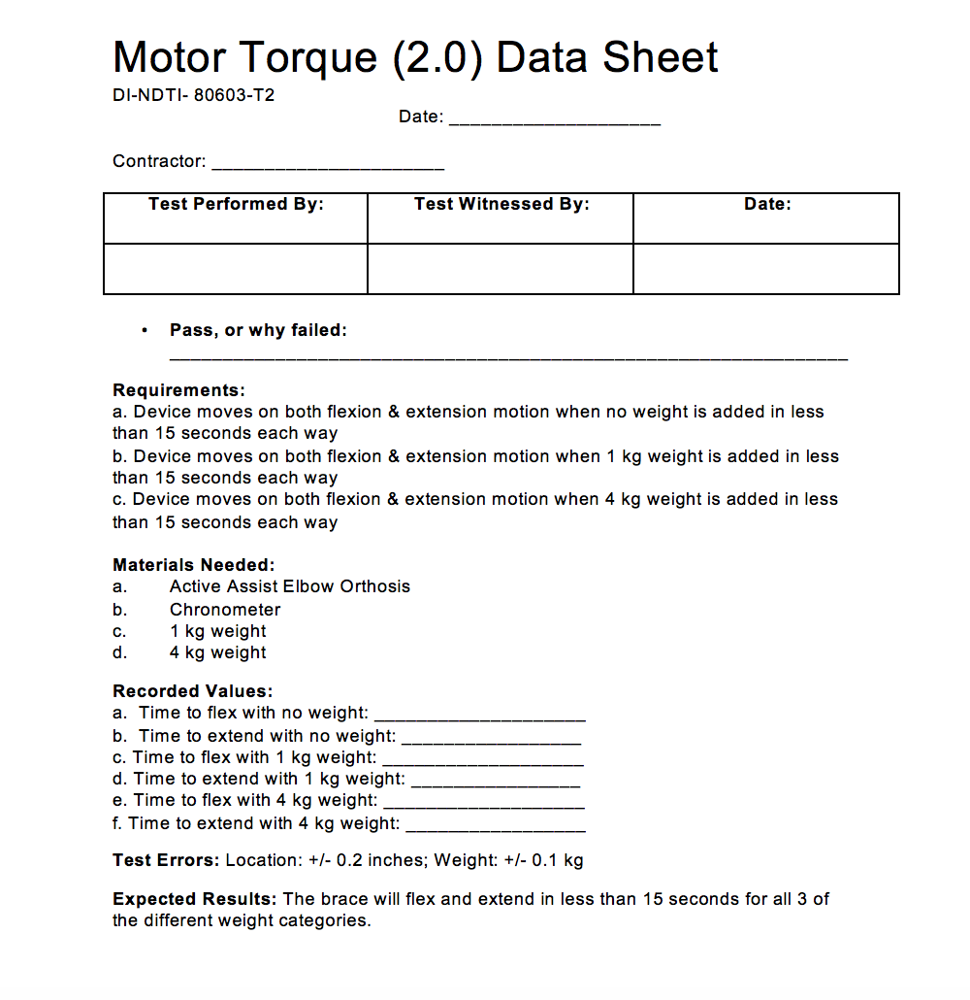 Motor Torque (2.0) Data Sheet
DI-NDTI- 80603-T2
Date: ____________________
Contractor: ______________________
Test Performed By: Test Witnessed By: Date:
• Pass, or why failed:
________________________________________________________________
Requirements:
a. Device moves on both flexion & extension motion when no weight is added in less
than 15 seconds each way
b. Device moves on both flexion & extension motion when 1 kg weight is added in less
than 15 seconds each way
c. Device moves on both flexion & extension motion when 4 kg weight is added in less
than 15 seconds each way
Materials Needed:
a. Active Assist Elbow Orthosis
b. Chronometer
c. 1 kg weight
d. 4 kg weight
Recorded Values:
a. Time to flex with no weight: ____________________
b. Time to extend with no weight: _________________
c. Time to flex with 1 kg weight: ___________________
d. Time to extend with 1 kg weight: ________________
e. Time to flex with 4 kg weight: ___________________
f. Time to extend with 4 kg weight: _________________
Test Errors: Location: +/- 0.2 inches; Weight: +/- 0.1 kg
Expected Results: The brace will flex and extend in less than 15 seconds for all 3 of
the different weight categories.